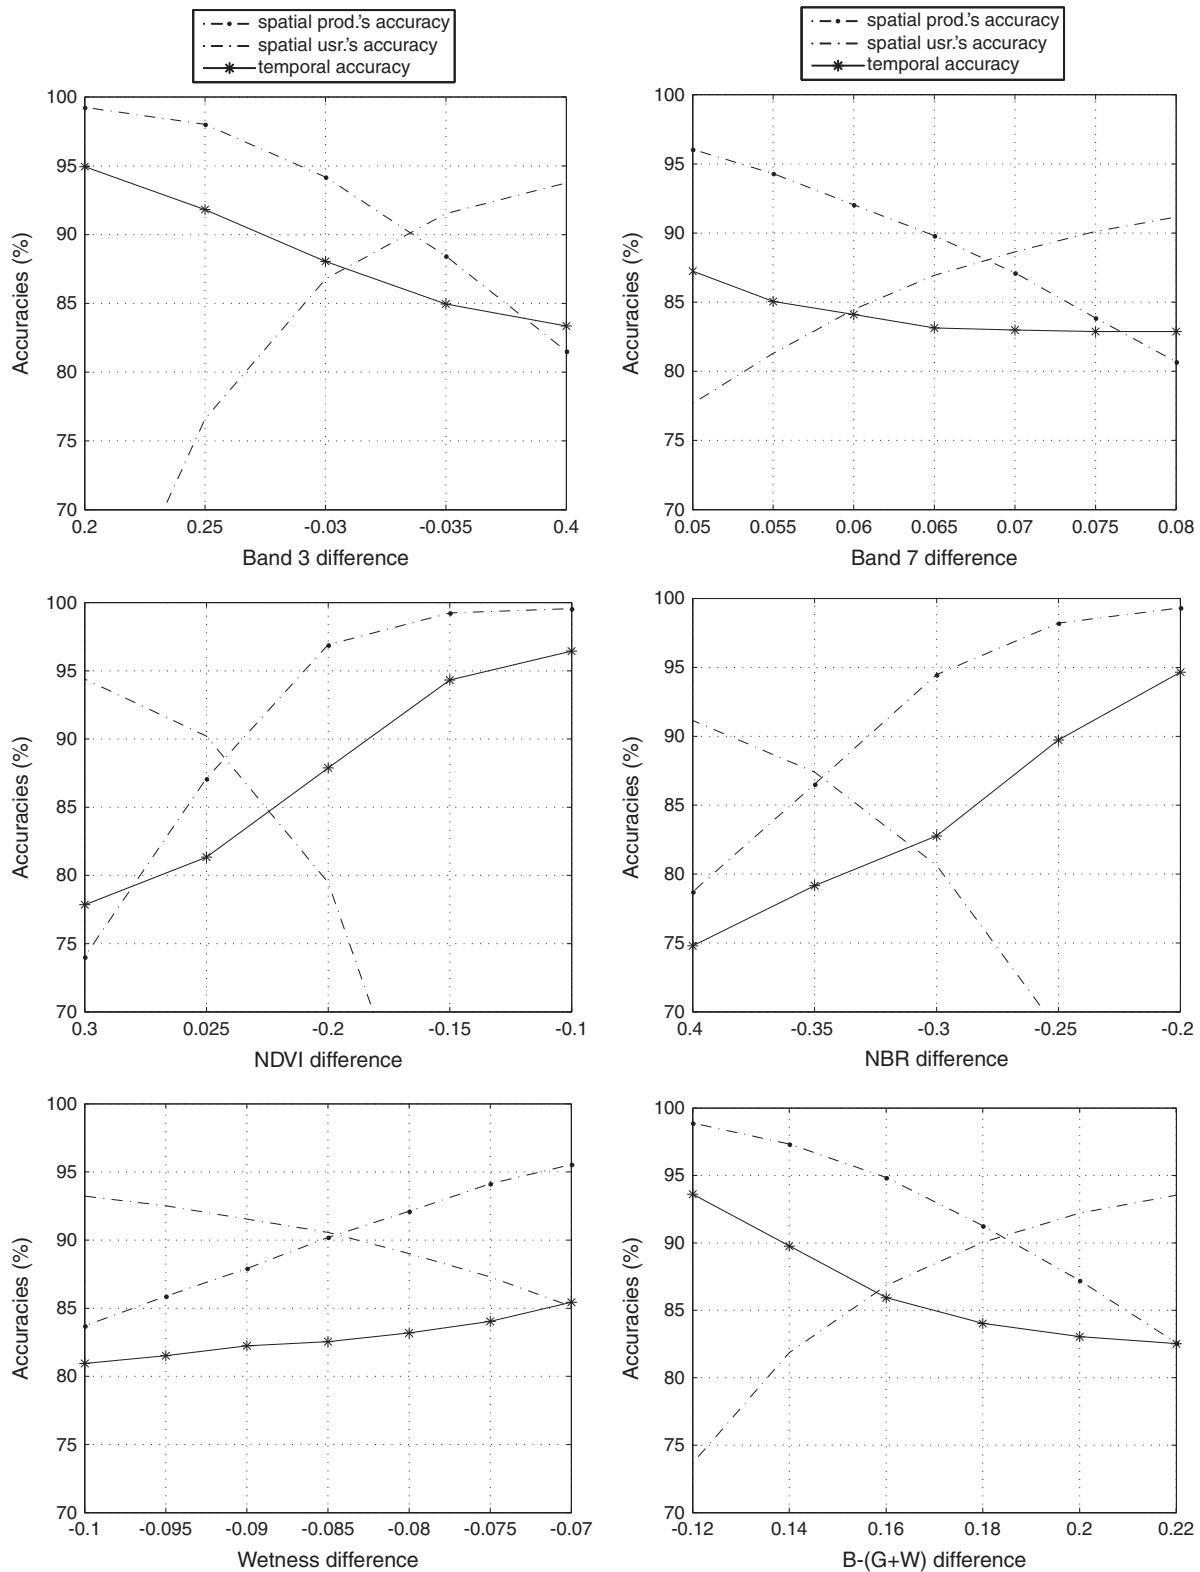 spatial prod.'s accuracy
spatial usr.'s accuracy
temporal accuracy
100
95
90
85
80
75
70
Accuracies (%)
0.2 0.25 -0.03 -0.035 0.4
Band 3 difference
spatial prod.'s accuracy
spatial usr.'s accuracy
temporal accuracy
100
95
90
85
80
75
70
Accuracies (%)
0.05 0.055 0.06 0.065 0.07 0.075 0.08
Band 7 difference
100
95
90
85
80
75
70
Accuracies (%)
0.3 0.025 -0.2 -0.15 -0.1
NDVI difference
100
95
90
85
80
75
70
Accuracies (%)
0.4 -0.35 -0.3 -0.25 -0.2
NBR difference
100
95
90
85
80
75
70
Accuracies (%)
-0.1 -0.095 -0.09 -0.085 -0.08 -0.075 -0.07
Wetness difference
100
95
90
85
80
75
70
Accuracies (%)
-0.12 0.14 0.16 0.18 0.2 0.22
B-(G+W) difference